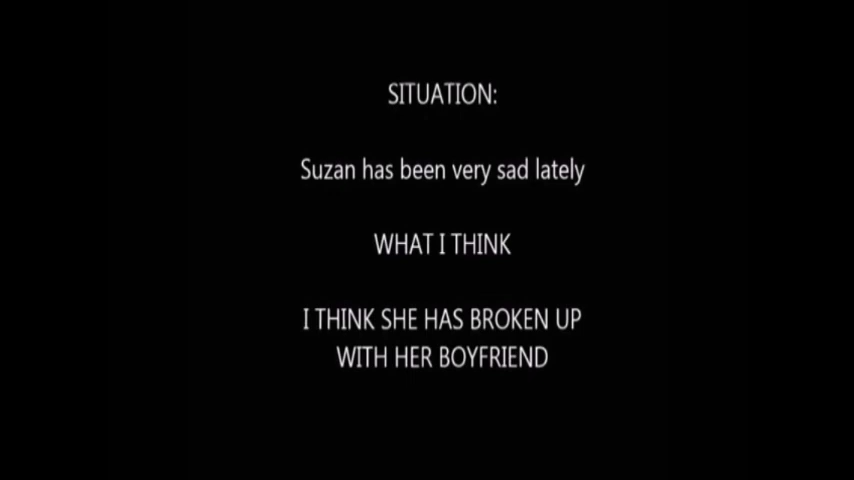 SITUATION:
Suzan has been very sad lately
WHAT I THINK
I THINK SHE HAS BROKEN UP
WITH HER BOYFRIEND